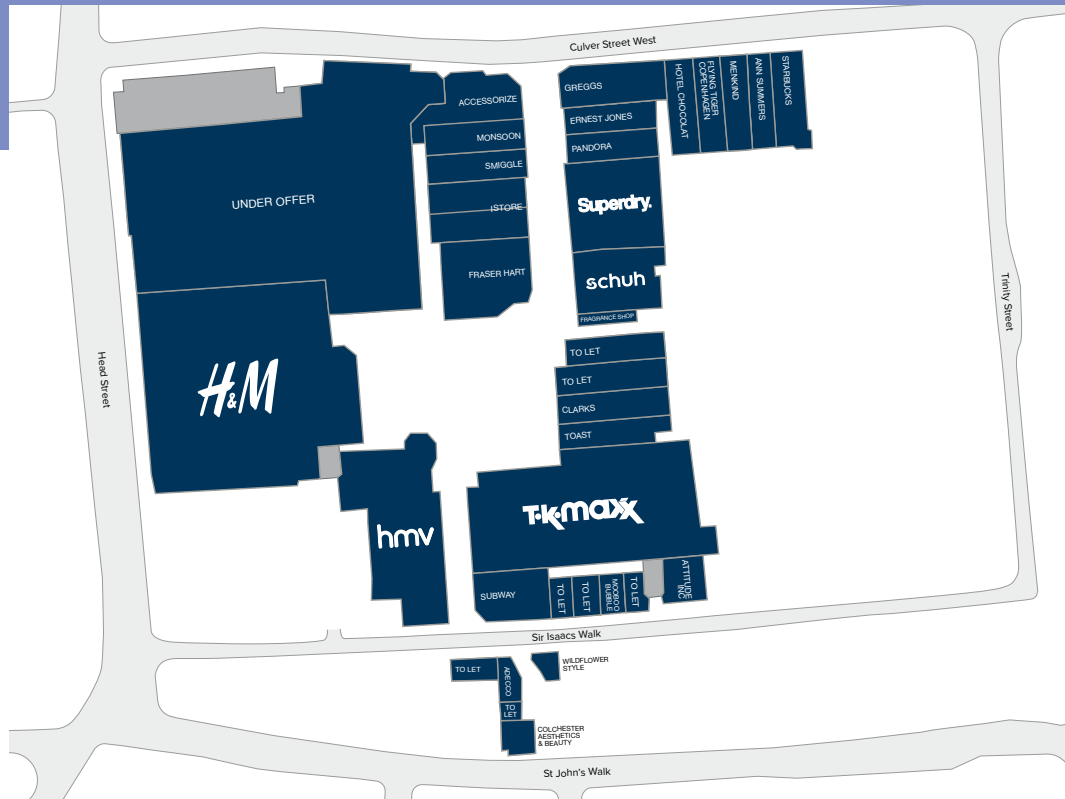 Culver Street West
GREGGS
HOTEL CHOCOLAT
FLYING TIGER
COPENHAGEN
MENKIND
ANN SUMMERS
STARBUCKS
ACCESSORIZE
ERNEST JONES
MONSOON
PANDORA
SMIGGLE
UNDER OFFER
Superdry.
ISTORE
FRASER HART
schuh
FRAGRANCE SHOP
Trinity Street
Head Street
TO LET
TO LET
H&M
CLARKS
TOAST
T·K·maxx
hmv
SUBWAY
TO LET
TO LET
MOOBOO
BUBBLE
TO LET
ATTITUDE
INC
Sir Isaacs Walk
TO LET
ADECCO
WILDFLOWER
STYLE
TO
LET
COLCHESTER
AESTHETICS
& BEAUTY
St John's Walk